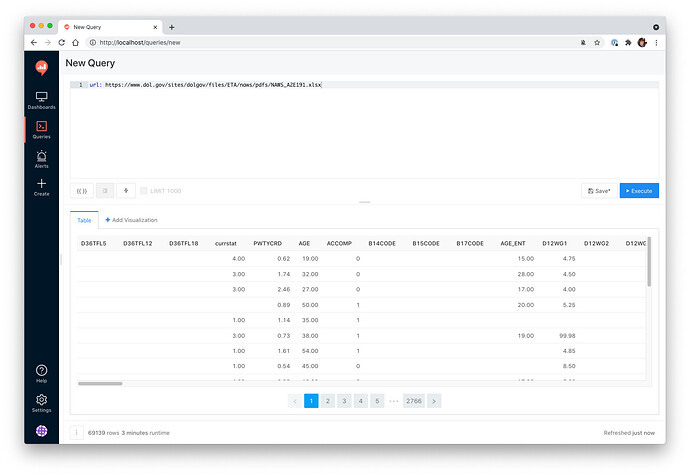 New Query
http://localhost/queries/new
New Query
Dashboards
Queries
Alerts
Create
Help
Settings
1 url: https://www.dol.gov/sites/dolgov/files/ETA/naws/pdfs/NAWS_AZE191.xlsx
{{ }}
LIMIT 1000
Save*
Execute
Table
+ Add Visualization
D36TFL5 D36TFL12 D36TFL18 currstat PWTYCRD AGE ACCOMP B14CODE B15CODE B17CODE AGE_ENT D12WG1 D12WG2
4.00 0.62 19.00 0 15.00 4.75
3.00 1.74 32.00 0 28.00 4.50
3.00 2.46 27.00 0 17.00 4.00
0.89 50.00 1 20.00 5.25
1.00 1.14 35.00 1
3.00 0.73 38.00 1 19.00 99.98
1.00 1.61 54.00 1 4.85
1.00 0.54 45.00 0 8.50
< 1 2 3 4 5 ••• 2766 >
69139 rows 3 minutes runtime
Refreshed just now